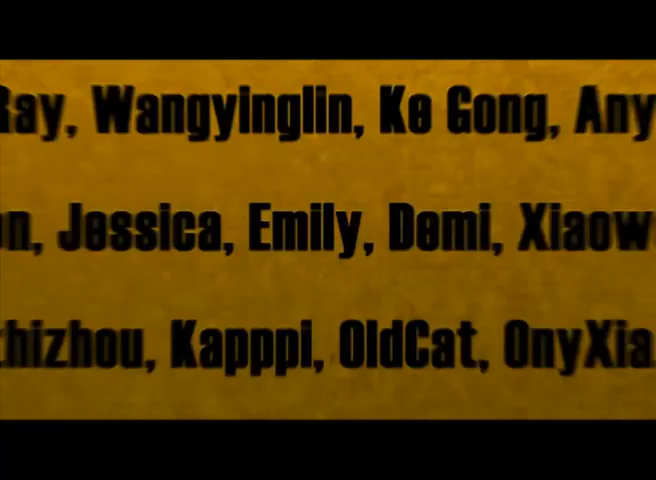 Ray, Wangyinglin, Ke Gong, Any
n, Jessica, Emily, Demi, Xiaow
hizhou, Kapppi, OldCat, OnyXia